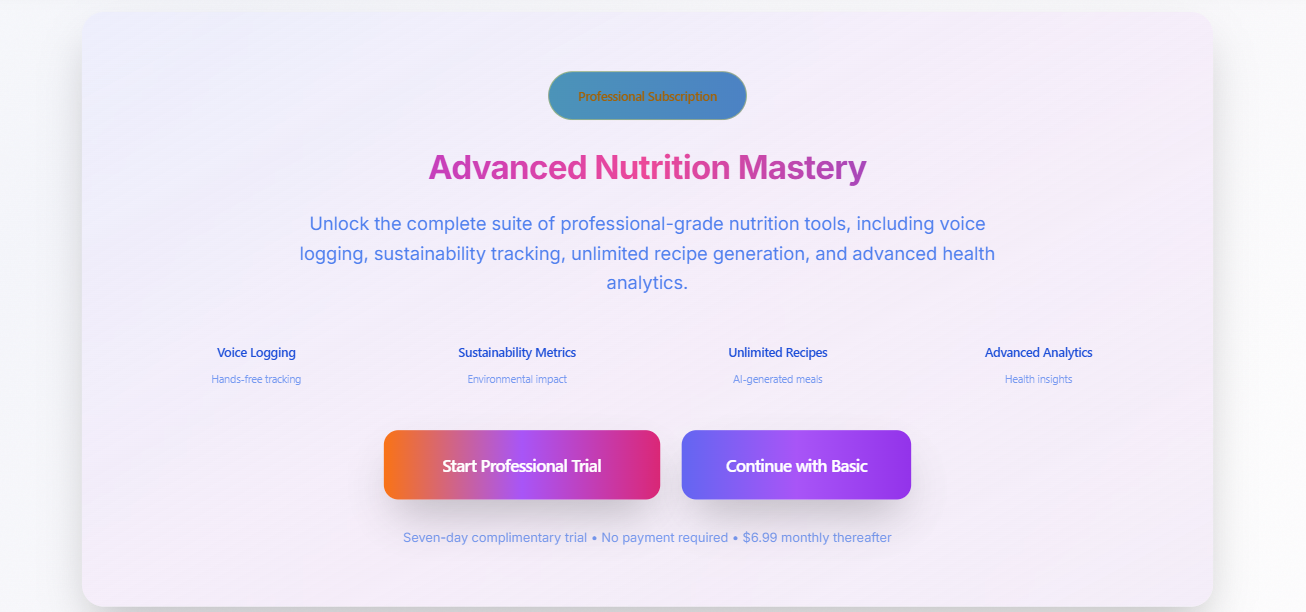 Professional Subscription
Advanced Nutrition Mastery
Unlock the complete suite of professional-grade nutrition tools, including voice
logging, sustainability tracking, unlimited recipe generation, and advanced health
analytics.
Voice Logging
Hands-free tracking
Sustainability Metrics
Environmental impact
Unlimited Recipes
AI-generated meals
Advanced Analytics
Health insights
Start Professional Trial
Continue with Basic
Seven-day complimentary trial • No payment required • $6.99 monthly thereafter